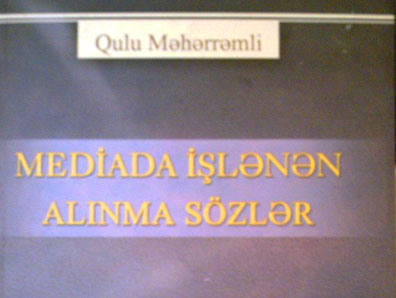 Qulu Məhərrəmli
MEDİADA İŞLƏNƏN
ALINMA SÖZLƏR